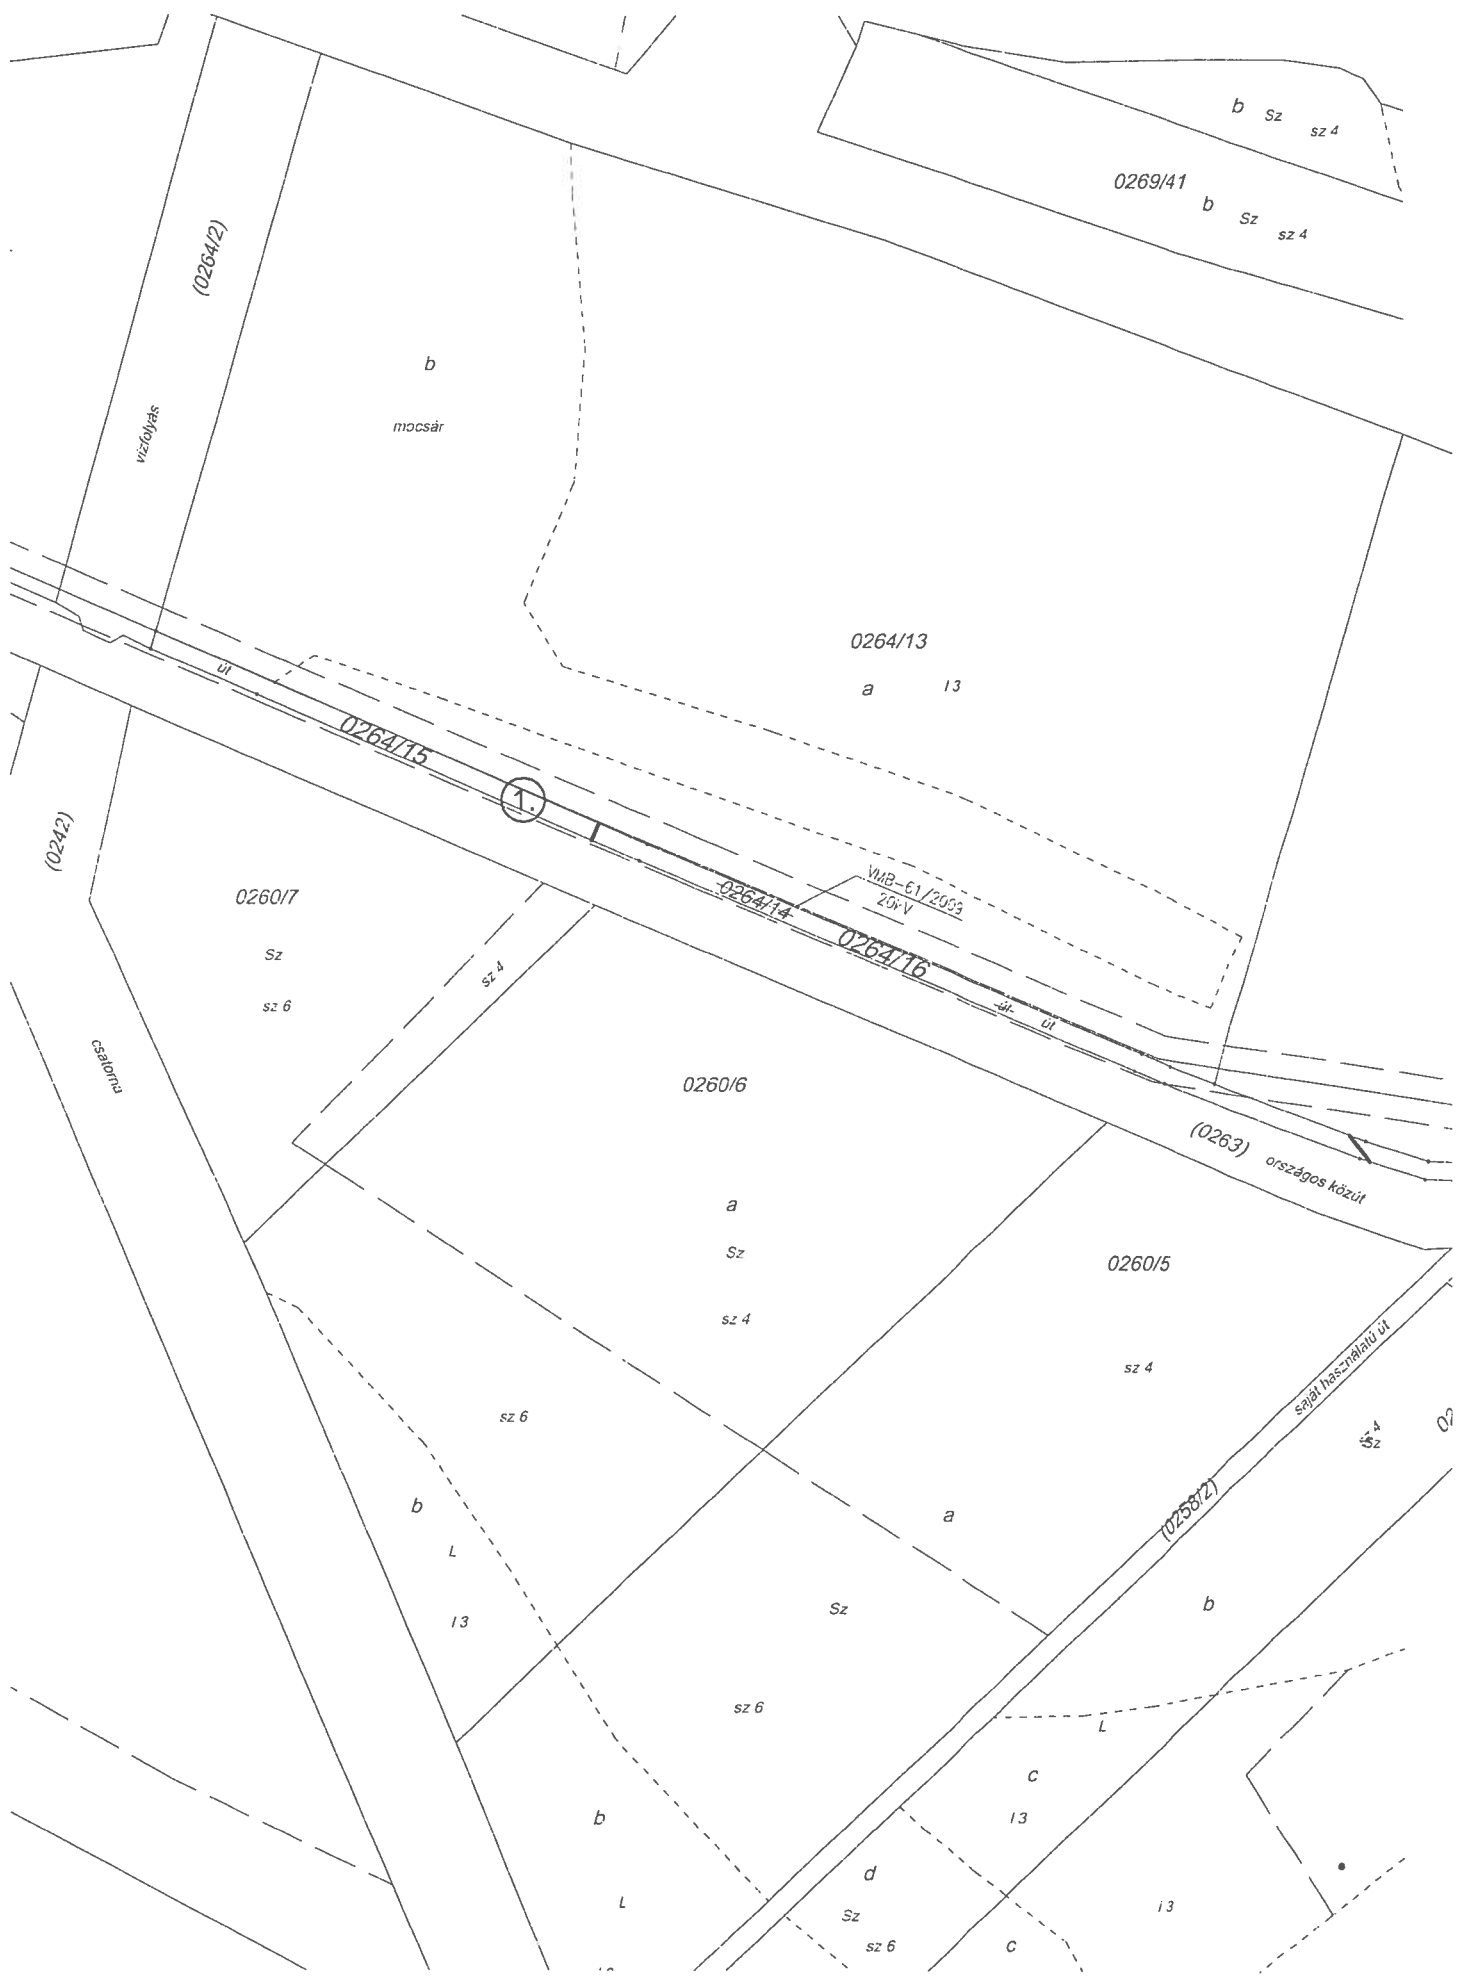 b Sz sz 4
0269/41
b Sz sz 4
(0264/2)
vízfolyás
b
mocsár
0264/13
a l 3
út
0264/15
1.
VMB-61/2009
20kV
0264/14
0264/16
út út
(0242)
0260/7
Sz
sz 6
sz 4
csatorna
0260/6
(0263) országos közút
a
Sz
sz 4
0260/5
sz 4
saját használatú út
Sz
sz 6
b
L
l 3
a
(0258/2)
Sz
b
sz 6
L
c
l 3
b
d
L
Sz
l 3
sz 6
c